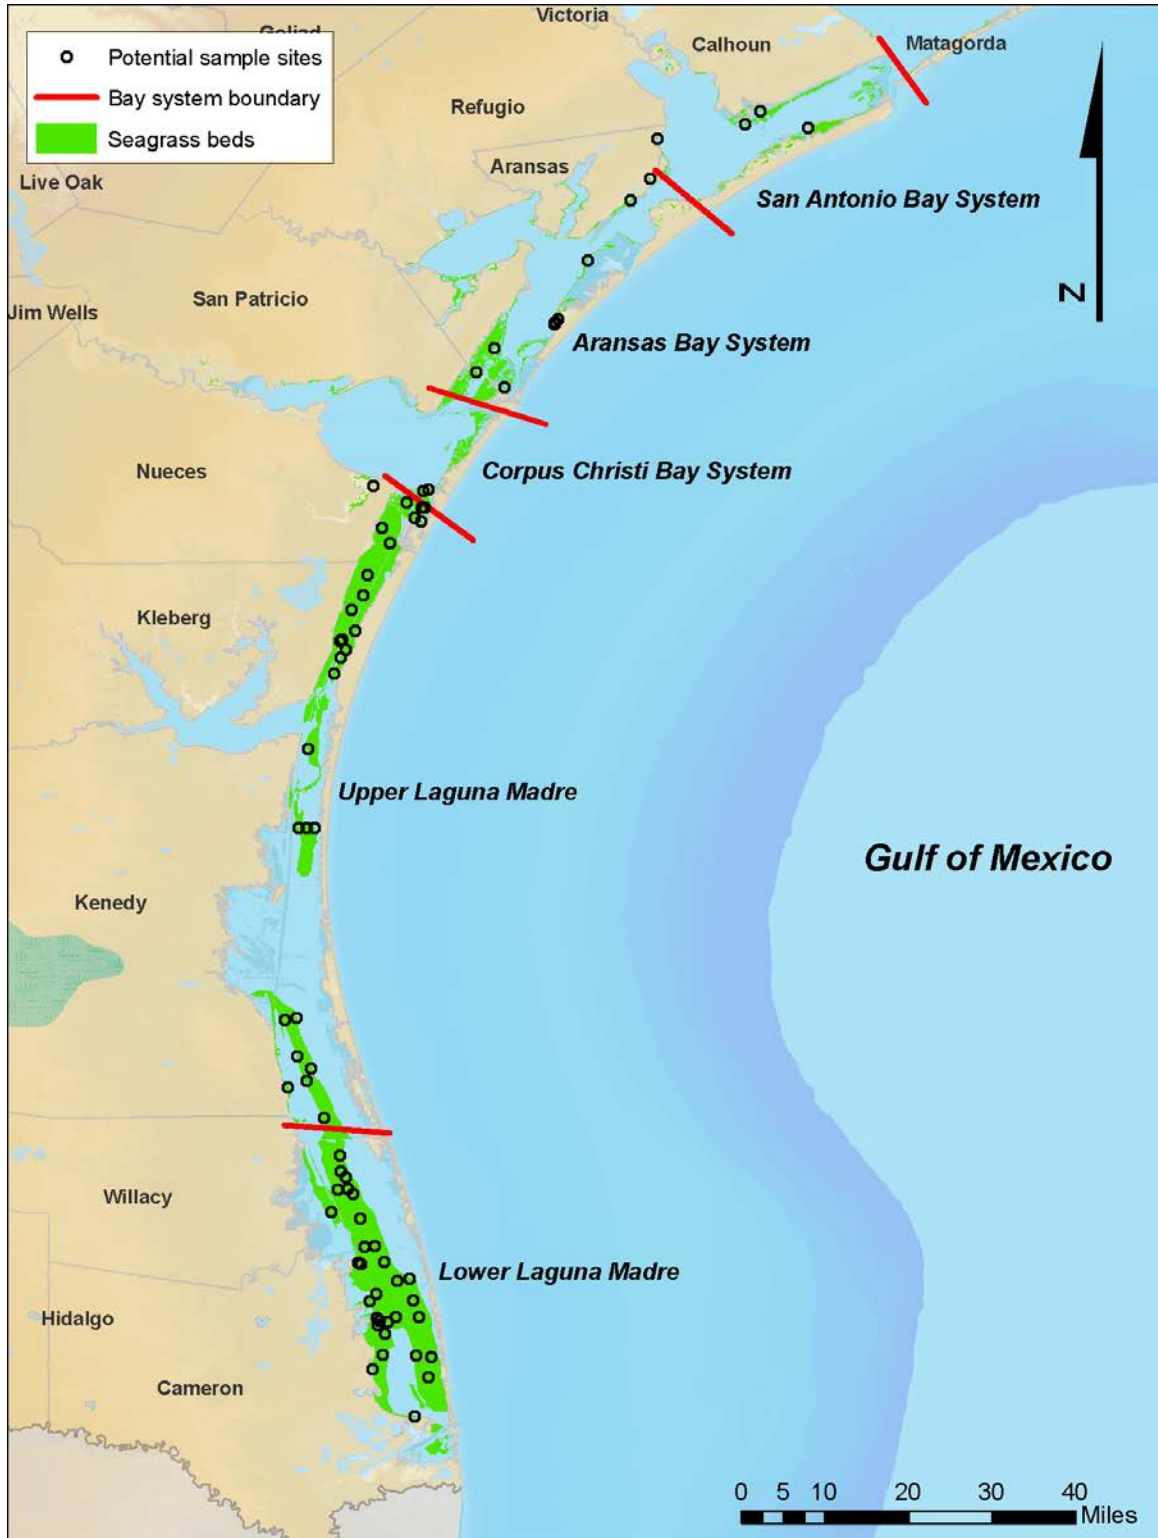 Victoria
Goliad
Calhoun
Matagorda
Potential sample sites
Bay system boundary
Seagrass beds
Refugio
Aransas
Live Oak
San Antonio Bay System
N
San Patricio
Jim Wells
Aransas Bay System
Nueces
Corpus Christi Bay System
Kleberg
Upper Laguna Madre
Gulf of Mexico
Kenedy
Willacy
Lower Laguna Madre
Hidalgo
Cameron
0 5 10 20 30 40
Miles